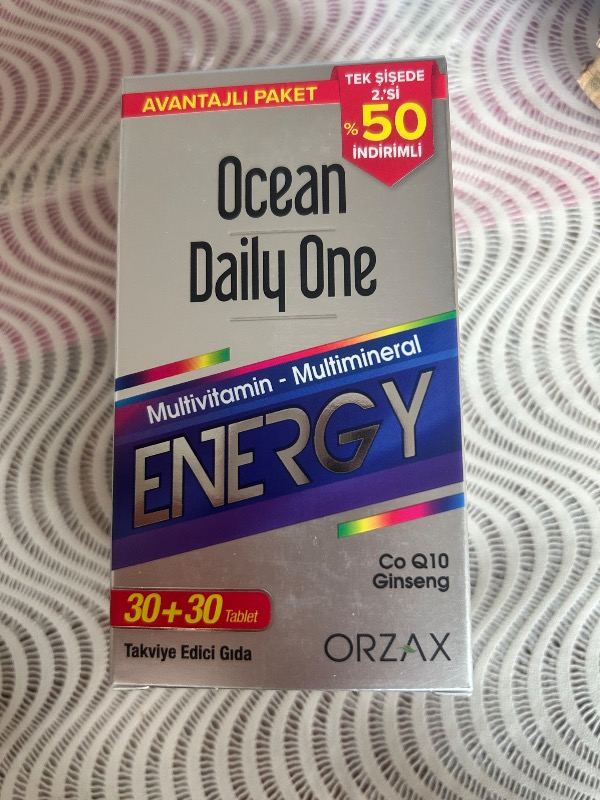 AVANTAJLI PAKET
TEK ŞİŞEDE
2.'Sİ
%50
İNDİRİMLİ
Ocean
Daily One
Multivitamin - Multimineral
ENERGY
Co Q10
Ginseng
30+30 Tablet
Takviye Edici Gıda
ORZAX